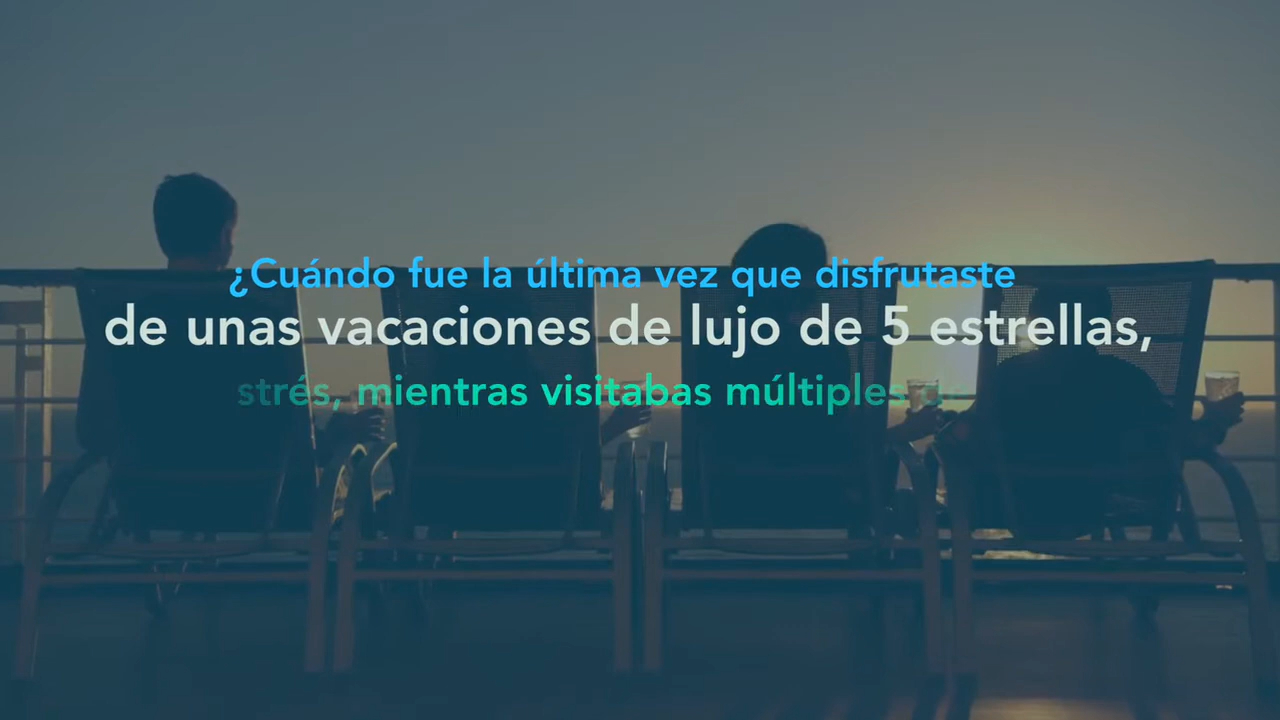 ¿Cuándo fue la última vez que disfrutaste
de unas vacaciones de lujo de 5 estrellas,
strés, mientras visitabas múltiples